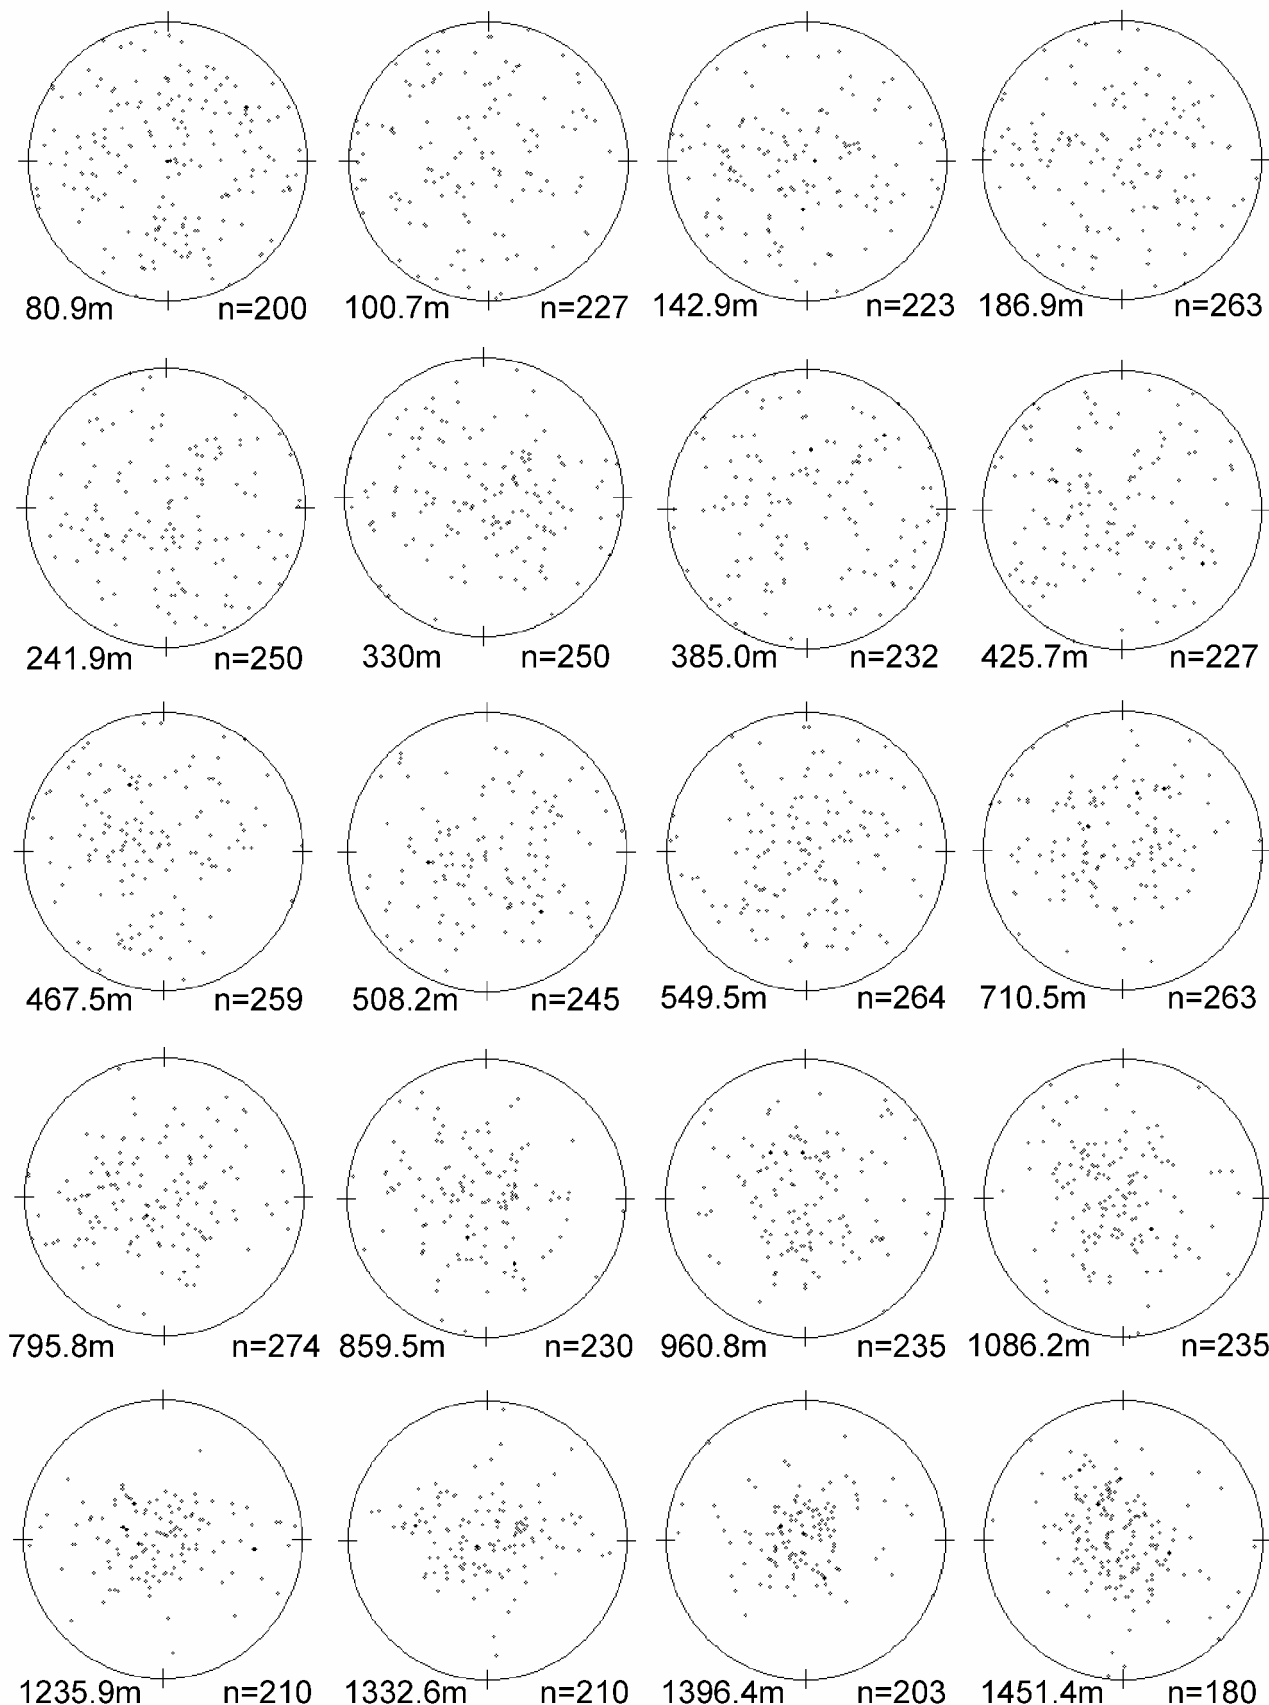 80.9m n=200 100.7m n=227 142.9m n=223 186.9m n=263
241.9m n=250 330m n=250 385.0m n=232 425.7m n=227
467.5m n=259 508.2m n=245 549.5m n=264 710.5m n=263
795.8m n=274 859.5m n=230 960.8m n=235 1086.2m n=235
1235.9m n=210 1332.6m n=210 1396.4m n=203 1451.4m n=180